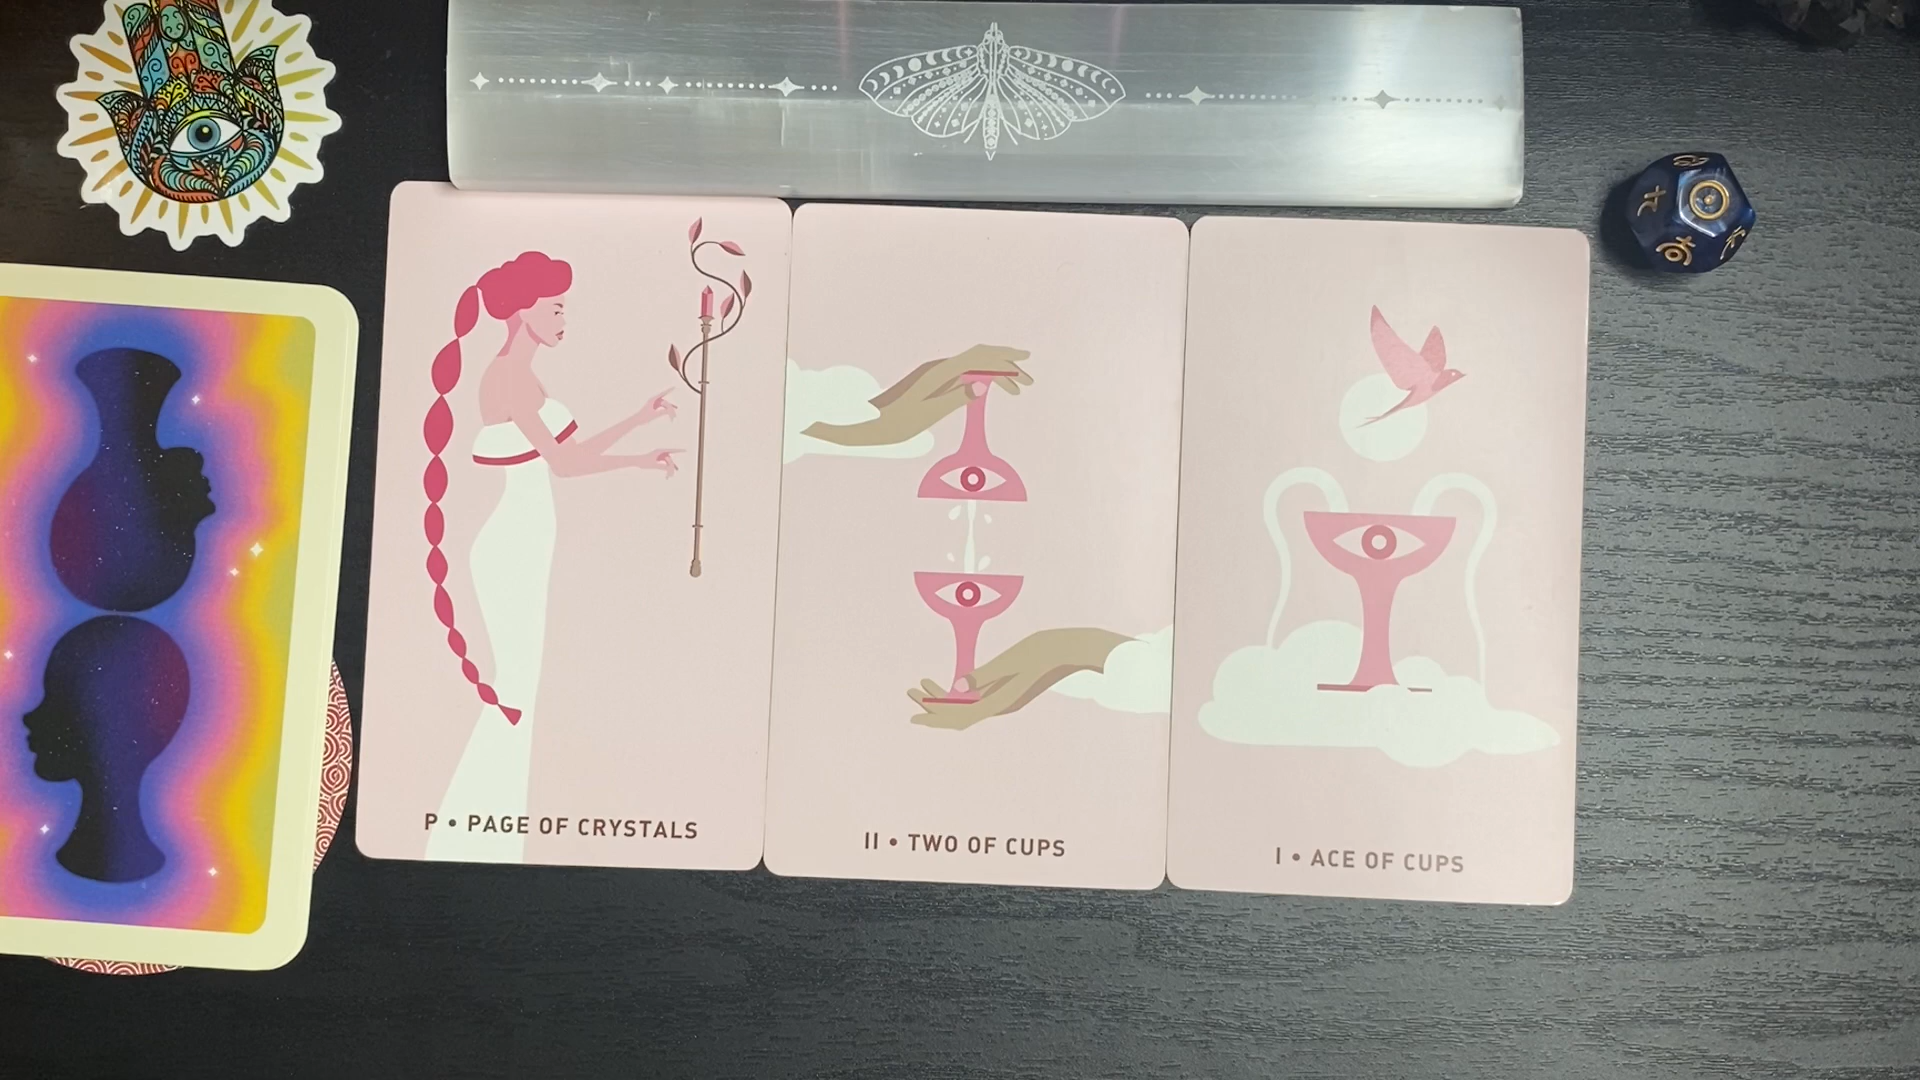 P • PAGE OF CRYSTALS
II • TWO OF CUPS
I • ACE OF CUPS